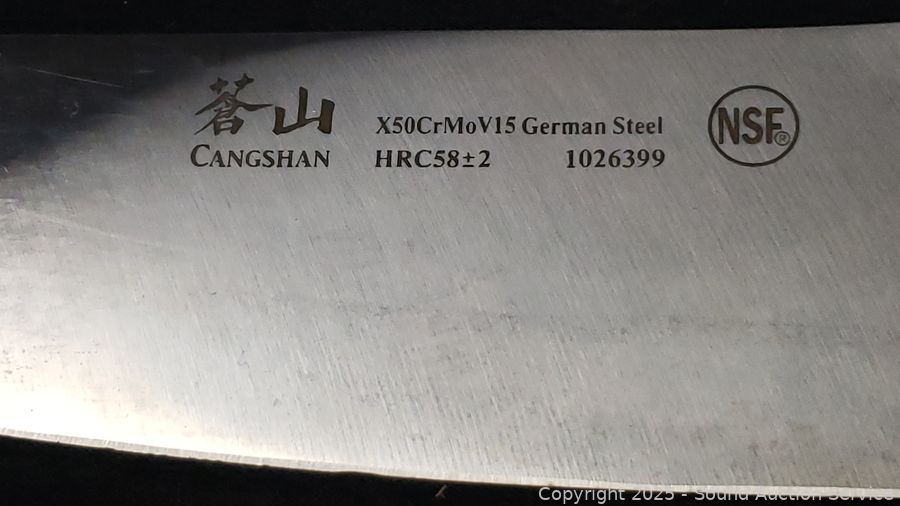 蒼山
CANGSHAN
X50CrMoV15 German Steel
HRC58±2 1026399
NSF®
Copyright 2025 - Sound Auction Service